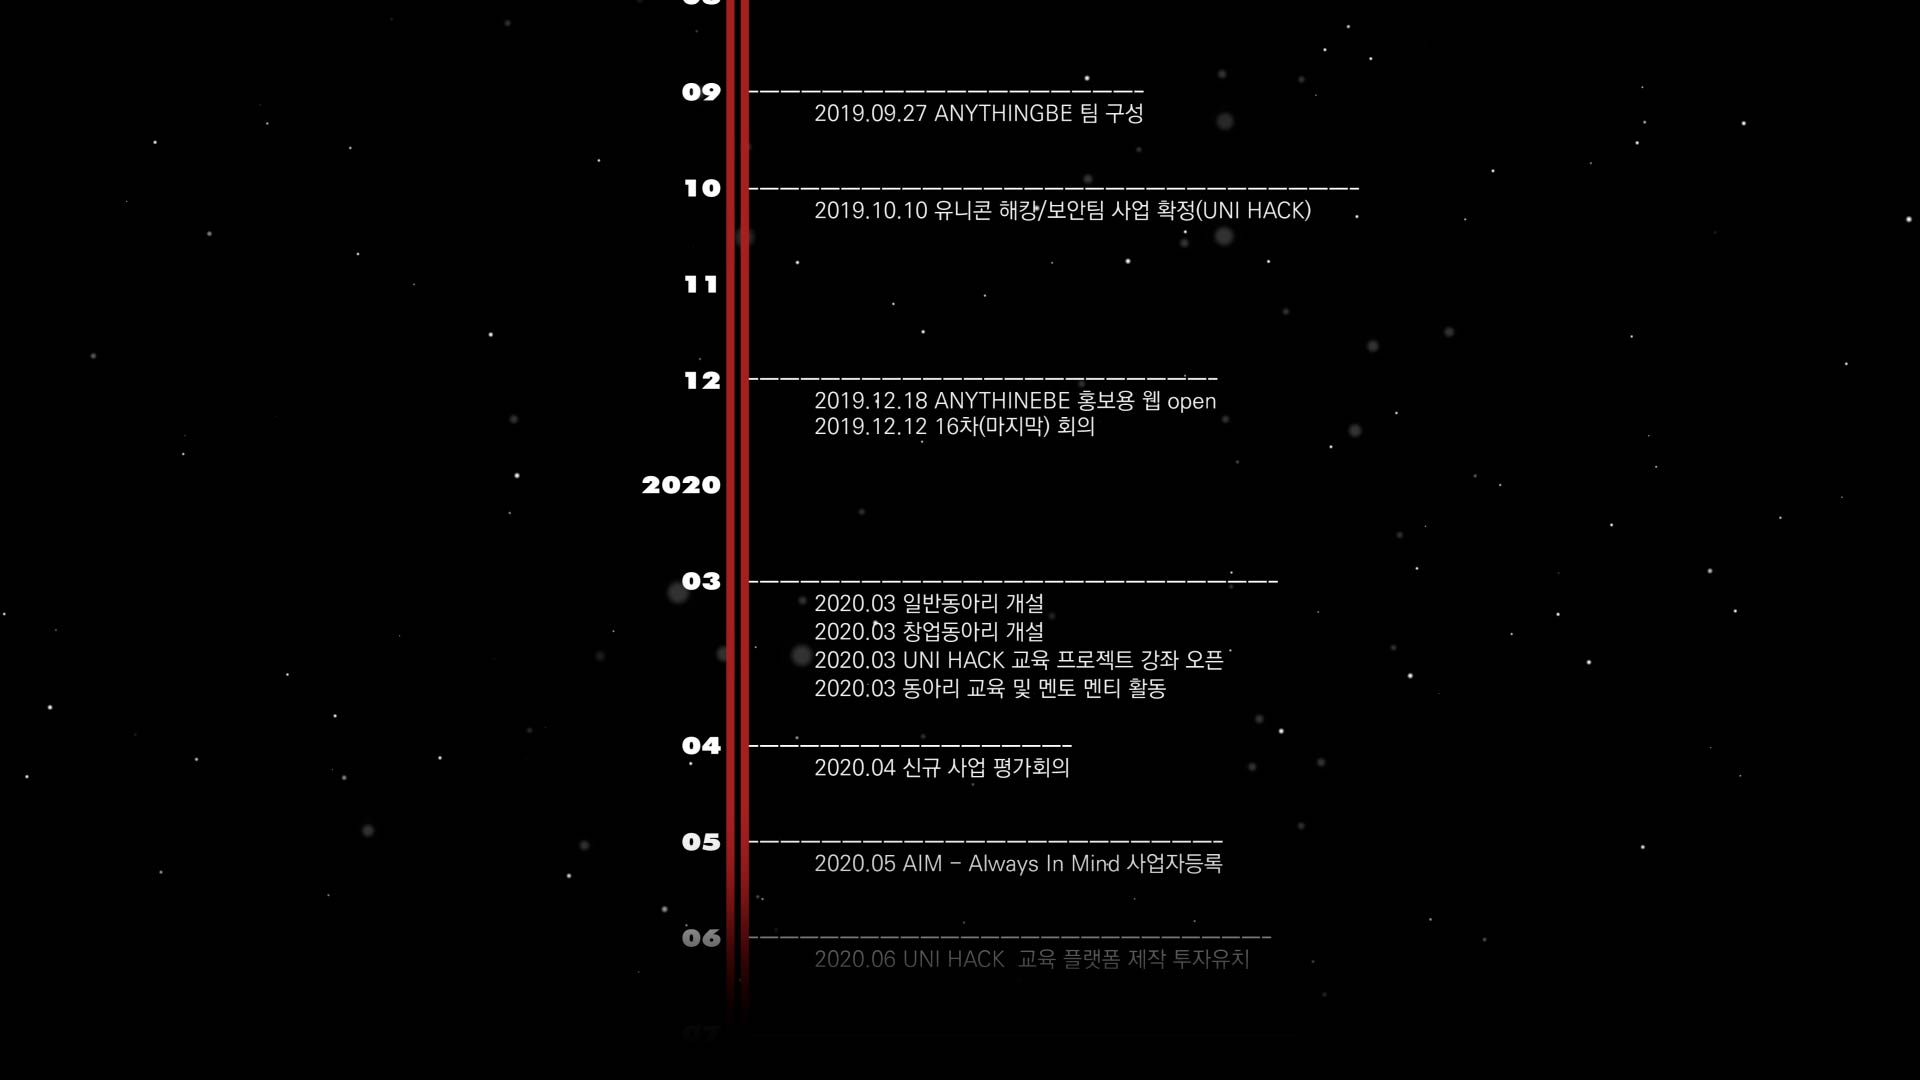 09
2019.09.27 ANYTHINGBE 팀 구성
10
2019.10.10 유니콘 해캉/보안팀 사업 확정(UNI HACK)
11
12
2019.12.18 ANYTHINEBE 홍보용 웹 open
2019.12.12 16차(마지막) 회의
2020
03
2020.03 일반동아리 개설
2020.03 창업동아리 개설
2020.03 UNI HACK 교육 프로젝트 강좌 오픈
2020.03 동아리 교육 및 멘토 멘티 활동
04
2020.04 신규 사업 평가회의
05
2020.05 AIM - Always In Mind 사업자등록
06
2020.06 UNI HACK 교육 플랫폼 제작 투자유치
07